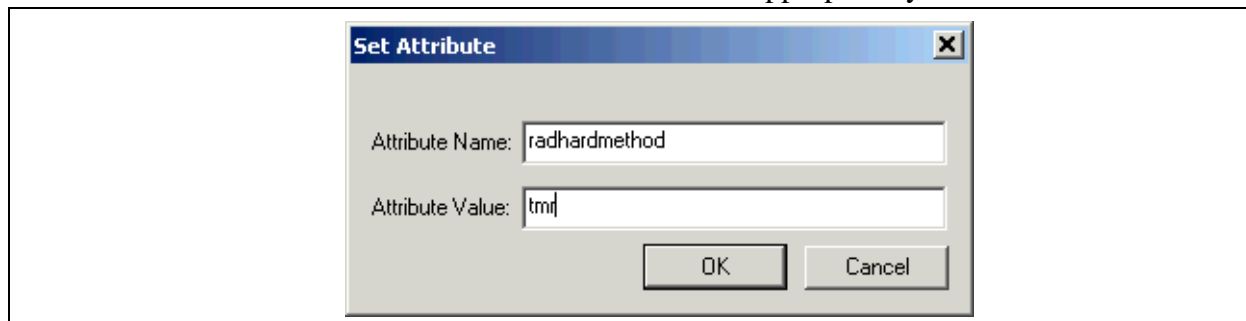 Set Attribute
Attribute Name: radhardmethod
Attribute Value: tmr
OK Cancel